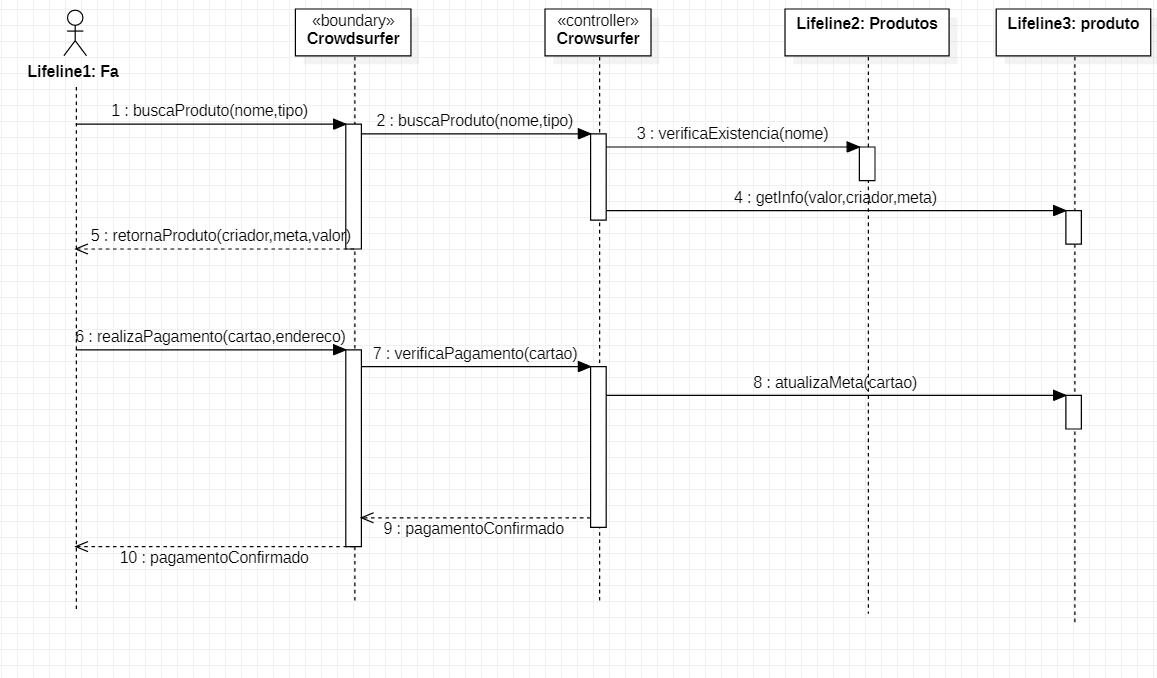 «boundary»
Crowdsurfer
«controller»
Crowsurfer
Lifeline2: Produtos
Lifeline3: produto
Lifeline1: Fa
1 : buscaProduto(nome,tipo)
2 : buscaProduto(nome,tipo)
3 : verificaExistencia(nome)
4 : getInfo(valor,criador,meta)
5 : retornaProduto(criador,meta,valor)
6 : realizaPagamento(cartao,endereco)
7 : verificaPagamento(cartao)
8 : atualizaMeta(cartao)
9 : pagamentoConfirmado
10 : pagamentoConfirmado